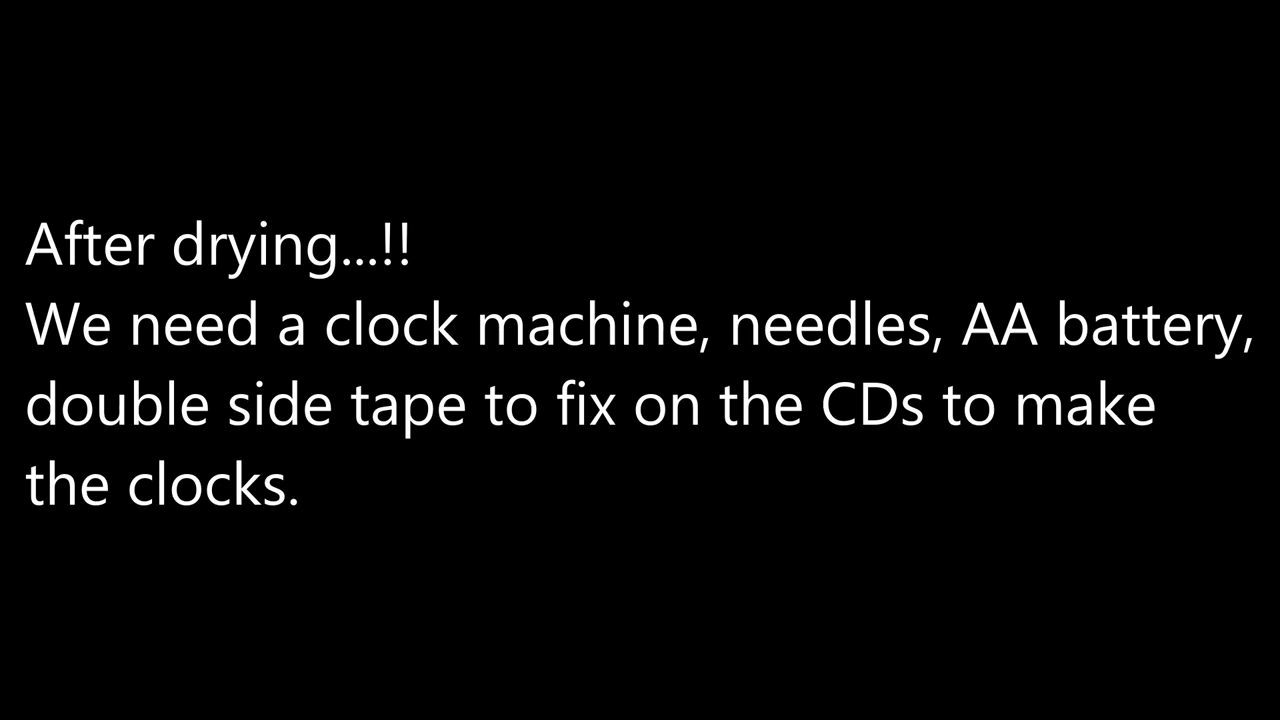 After drying...!!
We need a clock machine, needles, AA battery,
double side tape to fix on the CDs to make
the clocks.